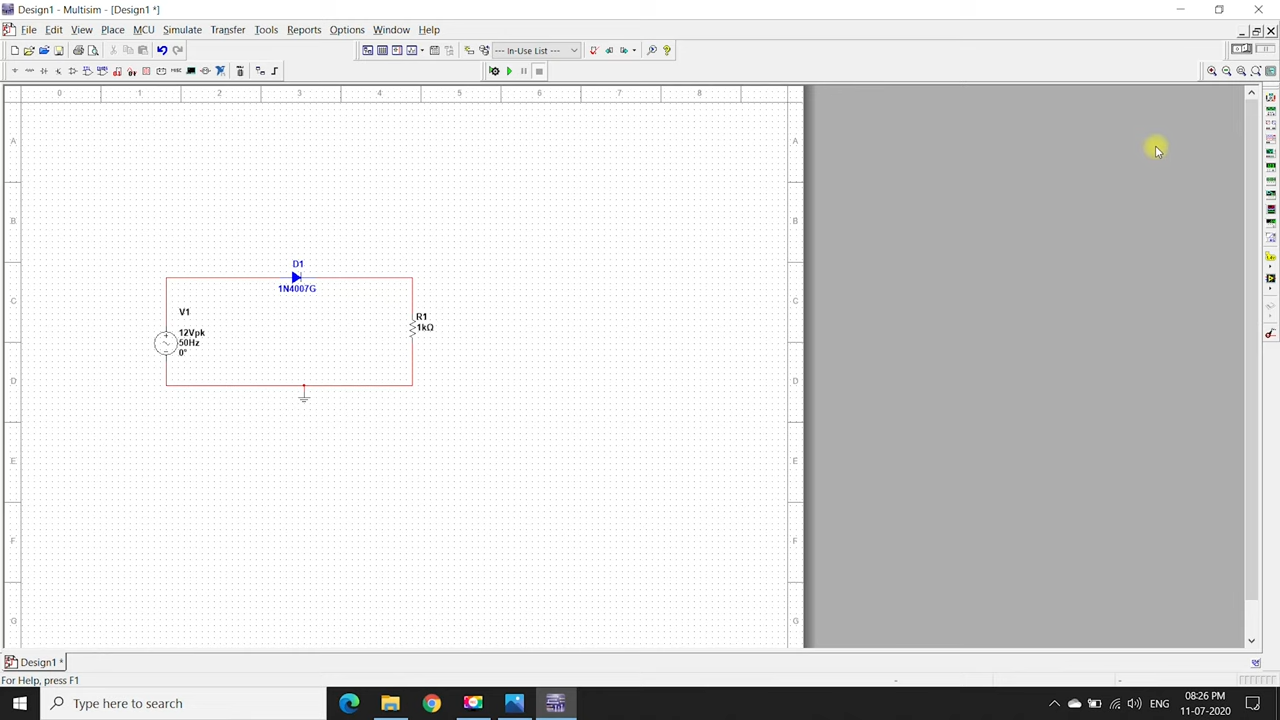 Design1 - Multisim - [Design1 *]
File Edit View Place MCU Simulate Transfer Tools Reports Options Window Help
--- In-Use List ---
0 1 2 3 4 5 6 7 8
A A
B B
D1
1N4007G
C C
V1
12Vpk
50Hz
0°
R1
1kΩ
D D
E E
F F
G G
Design1 *
For Help, press F1
- -
Type here to search
ENG
08:26 PM
11-07-2020